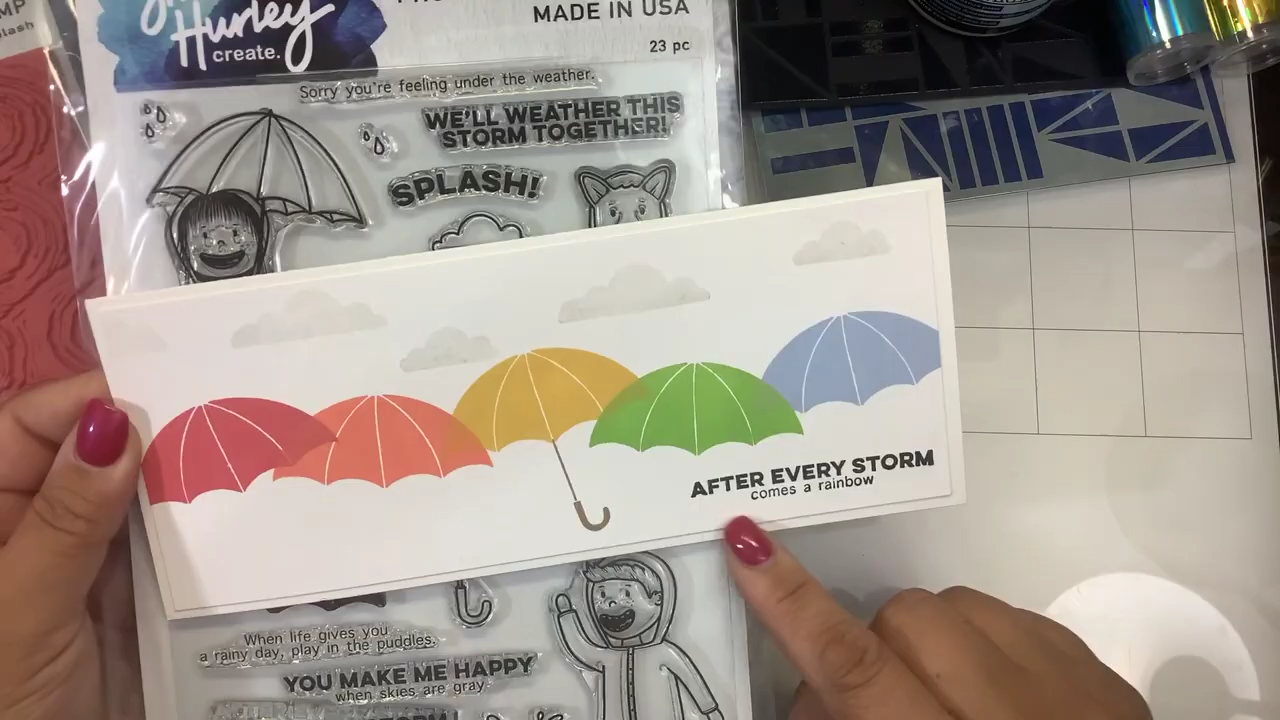 Hurley
create.
MADE IN USA
23 pc
Sorry you're feeling under the weather.
WE'LL WEATHER THIS
STORM TOGETHER!
SPLASH!
AFTER EVERY STORM
comes a rainbow
When life gives you
a rainy day, play in the puddles.
YOU MAKE ME HAPPY
when skies are gray